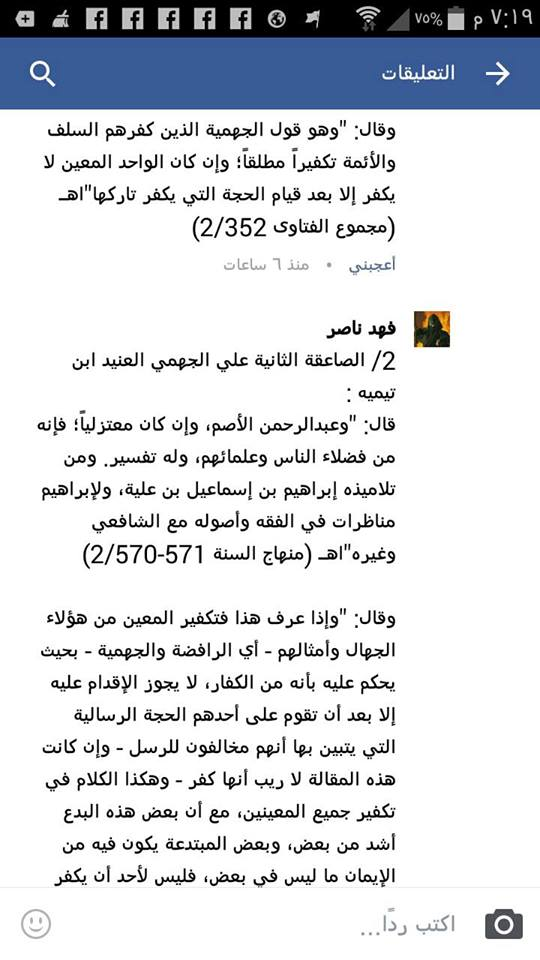 ٧:١٩ م ٧٥%
التعليقات
وقال: "وهو قول الجهمية الذين كفرهم السلف
والأئمة تكفيراً مطلقاً؛ وإن كان الواحد المعين لا
يكفر إلا بعد قيام الحجة التي يكفر تاركها"اهـ
(مجموع الفتاوى 2/352)
أعجبني • منذ ٦ ساعات
فهد ناصر
2/ الصاعقة الثانية علي الجهمي العنيد ابن
تيميه :
قال: "وعبدالرحمن الأصم، وإن كان معتزلياً؛ فإنه
من فضلاء الناس وعلمائهم، وله تفسير. ومن
تلاميذه إبراهيم بن إسماعيل بن علية، ولإبراهيم
مناظرات في الفقه وأصوله مع الشافعي
وغيره"اهـ (منهاج السنة 571-2/570)
وقال: "وإذا عرف هذا فتكفير المعين من هؤلاء
الجهال وأمثالهم - أي الرافضة والجهمية - بحيث
يحكم عليه بأنه من الكفار، لا يجوز الإقدام عليه
إلا بعد أن تقوم على أحدهم الحجة الرسالية
التي يتبين بها أنهم مخالفون للرسل - وإن كانت
هذه المقالة لا ريب أنها كفر - وهكذا الكلام في
تكفير جميع المعينين، مع أن بعض هذه البدع
أشد من بعض، وبعض المبتدعة يكون فيه من
الإيمان ما ليس في بعض، فليس لأحد أن يكفر
اكتب ردًا...